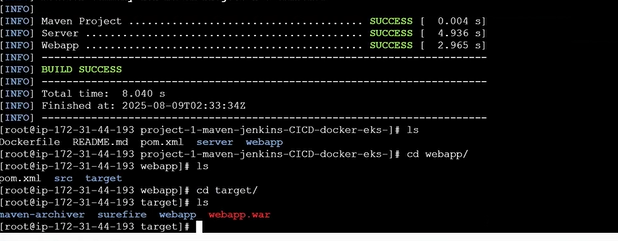 [INFO]
[INFO] Maven Project ...................................... SUCCESS [  0.004 s]
[INFO] Server ............................................. SUCCESS [  4.936 s]
[INFO] Webapp ............................................. SUCCESS [  2.965 s]
[INFO] ------------------------------------------------------------------------
[INFO] BUILD SUCCESS
[INFO] ------------------------------------------------------------------------
[INFO] Total time:  8.040 s
[INFO] Finished at: 2025-08-09T02:33:34Z
[INFO] ------------------------------------------------------------------------
[root@ip-172-31-44-193 project-1-maven-jenkins-CICD-docker-eks-]# ls
Dockerfile  README.md  pom.xml  server  webapp
[root@ip-172-31-44-193 project-1-maven-jenkins-CICD-docker-eks-]# cd webapp/
[root@ip-172-31-44-193 webapp]# ls
pom.xml  src  target
[root@ip-172-31-44-193 webapp]# cd target/
[root@ip-172-31-44-193 target]# ls
maven-archiver  surefire  webapp  webapp.war
[root@ip-172-31-44-193 target]#